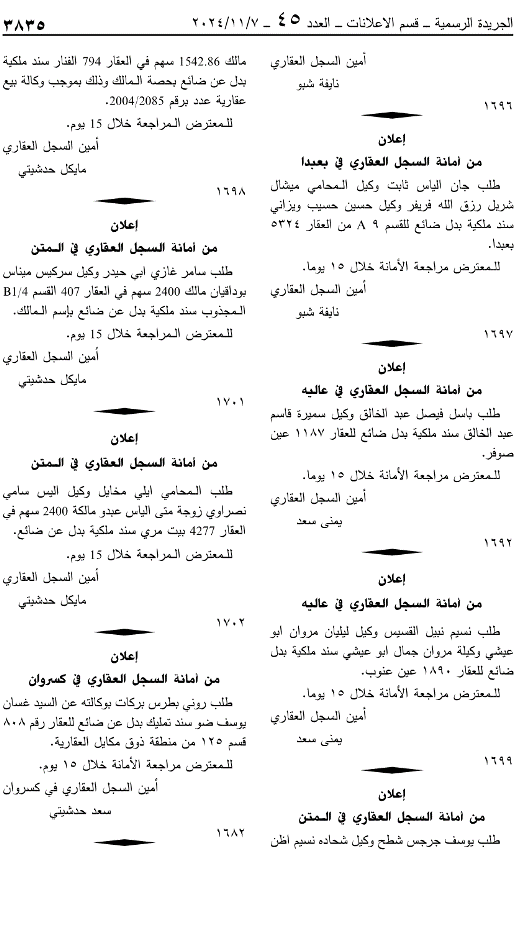 الجريدة الرسمية ـ قسم الاعلانات ـ العدد ٤٥ ـ ٢٠٢٤/١١/٧
٣٨٣٥
أمين السجل العقاري
نايفة شبو
١٦٩٦
إعلان
من أمانة السجل العقاري في بعبدا
طلب جان الياس ثابت وكيل المحامي ميشال
شربل رزق الله فريفر وكيل حسين حسيب ويزاني
سند ملكية بدل ضائع للقسم ٩ A من العقار ٥٣٢٤
بعبدا.
للمعترض مراجعة الأمانة خلال ١٥ يوما.
أمين السجل العقاري
نايفة شبو
١٦٩٧
إعلان
من أمانة السجل العقاري في عاليه
طلب باسل فيصل عبد الخالق وكيل سميرة قاسم
عبد الخالق سند ملكية بدل ضائع للعقار ١١٨٧ عين
صوفر.
للمعترض مراجعة الأمانة خلال ١٥ يوما.
أمين السجل العقاري
يمنى سعد
١٦٩٢
إعلان
من أمانة السجل العقاري في عاليه
طلب نسيم نبيل القسيس وكيل ليليان مروان ابو
عيشي وكيلة مروان جمال ابو عيشي سند ملكية بدل
ضائع للعقار ١٨٩٠ عين عنوب.
للمعترض مراجعة الأمانة خلال ١٥ يوما.
أمين السجل العقاري
يمنى سعد
١٦٩٩
إعلان
من أمانة السجل العقاري في المتن
طلب يوسف جرجس شطح وكيل شحاده نسيم اظن
مالك 1542.86 سهم في العقار 794 الفنار سند ملكية
بدل عن ضائع بحصة المالك وذلك بموجب وكالة بيع
عقارية عدد برقم 2004/2085.
للمعترض المراجعة خلال 15 يوم.
أمين السجل العقاري
مايكل حدشيتي
١٦٩٨
إعلان
من أمانة السجل العقاري في المتن
طلب سامر غازي ابي حيدر وكيل سركيس ميناس
بوداقيان مالك 2400 سهم في العقار 407 القسم B1/4
المجذوب سند ملكية بدل عن ضائع بإسم المالك.
للمعترض المراجعة خلال 15 يوم.
أمين السجل العقاري
مايكل حدشيتي
١٧٠١
إعلان
من أمانة السجل العقاري في المتن
طلب المحامي ايلي مخايل وكيل اليس سامي
نصراوي زوجة متى الياس عبدو مالكة 2400 سهم في
العقار 4277 بيت مري سند ملكية بدل عن ضائع.
للمعترض المراجعة خلال 15 يوم.
أمين السجل العقاري
مايكل حدشيتي
١٧٠٢
إعلان
من أمانة السجل العقاري في كسروان
طلب روني بطرس بركات بوكالته عن السيد غسان
يوسف ضو سند تمليك بدل عن ضائع للعقار رقم ٨٠٨
قسم ١٢٥ من منطقة ذوق مكايل العقارية.
للمعترض مراجعة الأمانة خلال ١٥ يوم.
أمين السجل العقاري في كسروان
سعد حدشيتي
١٦٨٢